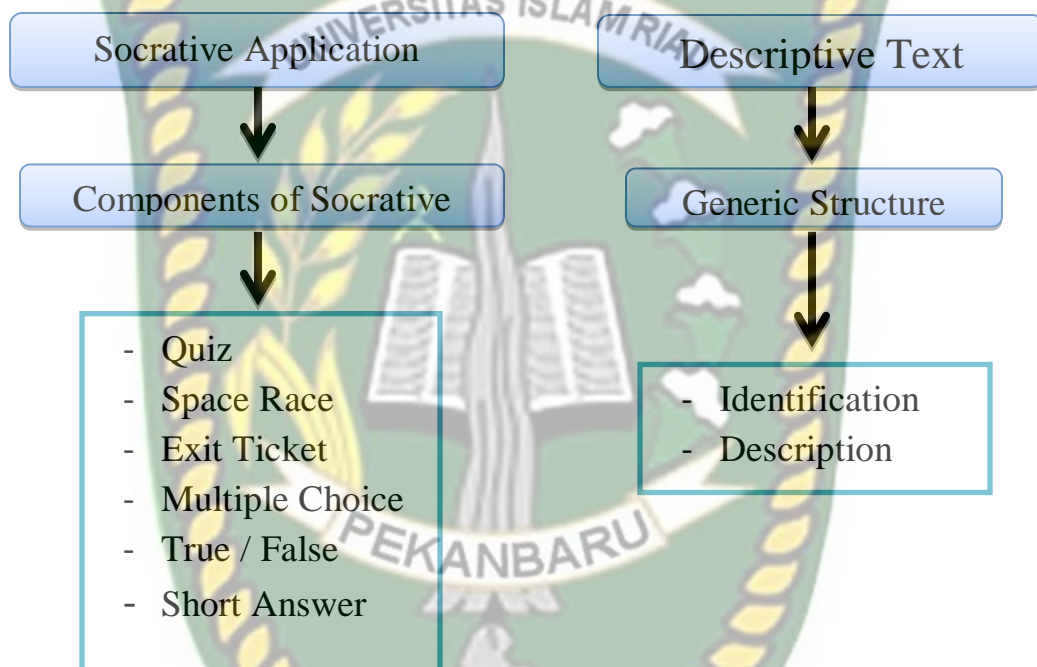 UNIVERSITAS ISLAM RIAU
Socrative Application
Components of Socrative
- Quiz
- Space Race
- Exit Ticket
- Multiple Choice
- True / False
- Short Answer
Descriptive Text
Generic Structure
- Identification
- Description
PEKANBARU